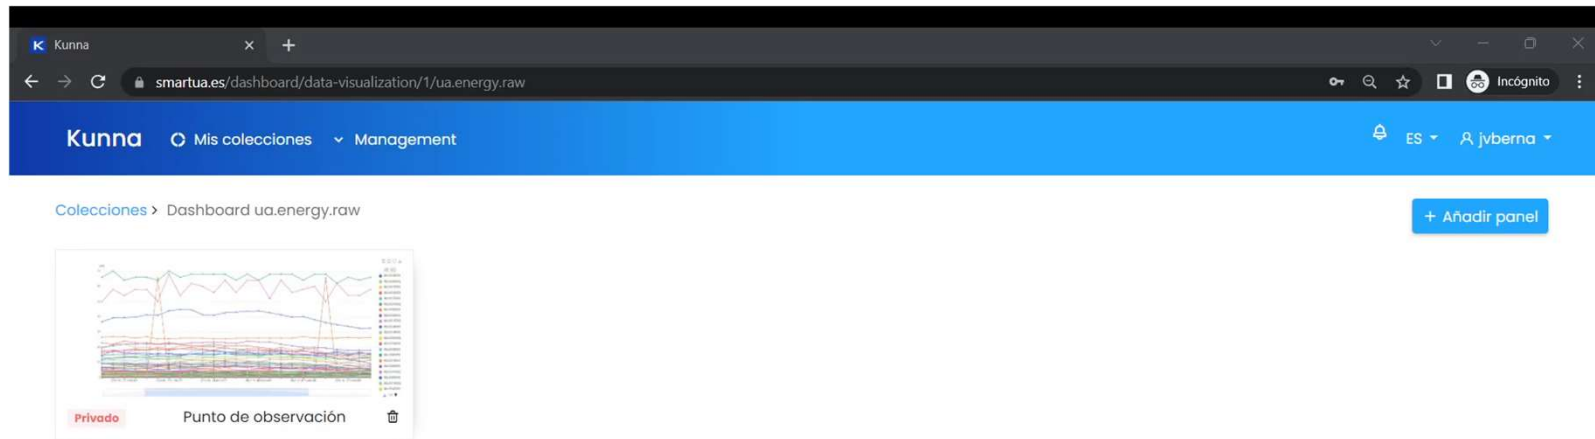 Kunna
smartua.es/dashboard/data-visualization/1/ua.energy.raw
Incógnito
Kunna Mis colecciones Management ES jvberna
Colecciones > Dashboard ua.energy.raw
+ Añadir panel
Privado Punto de observación